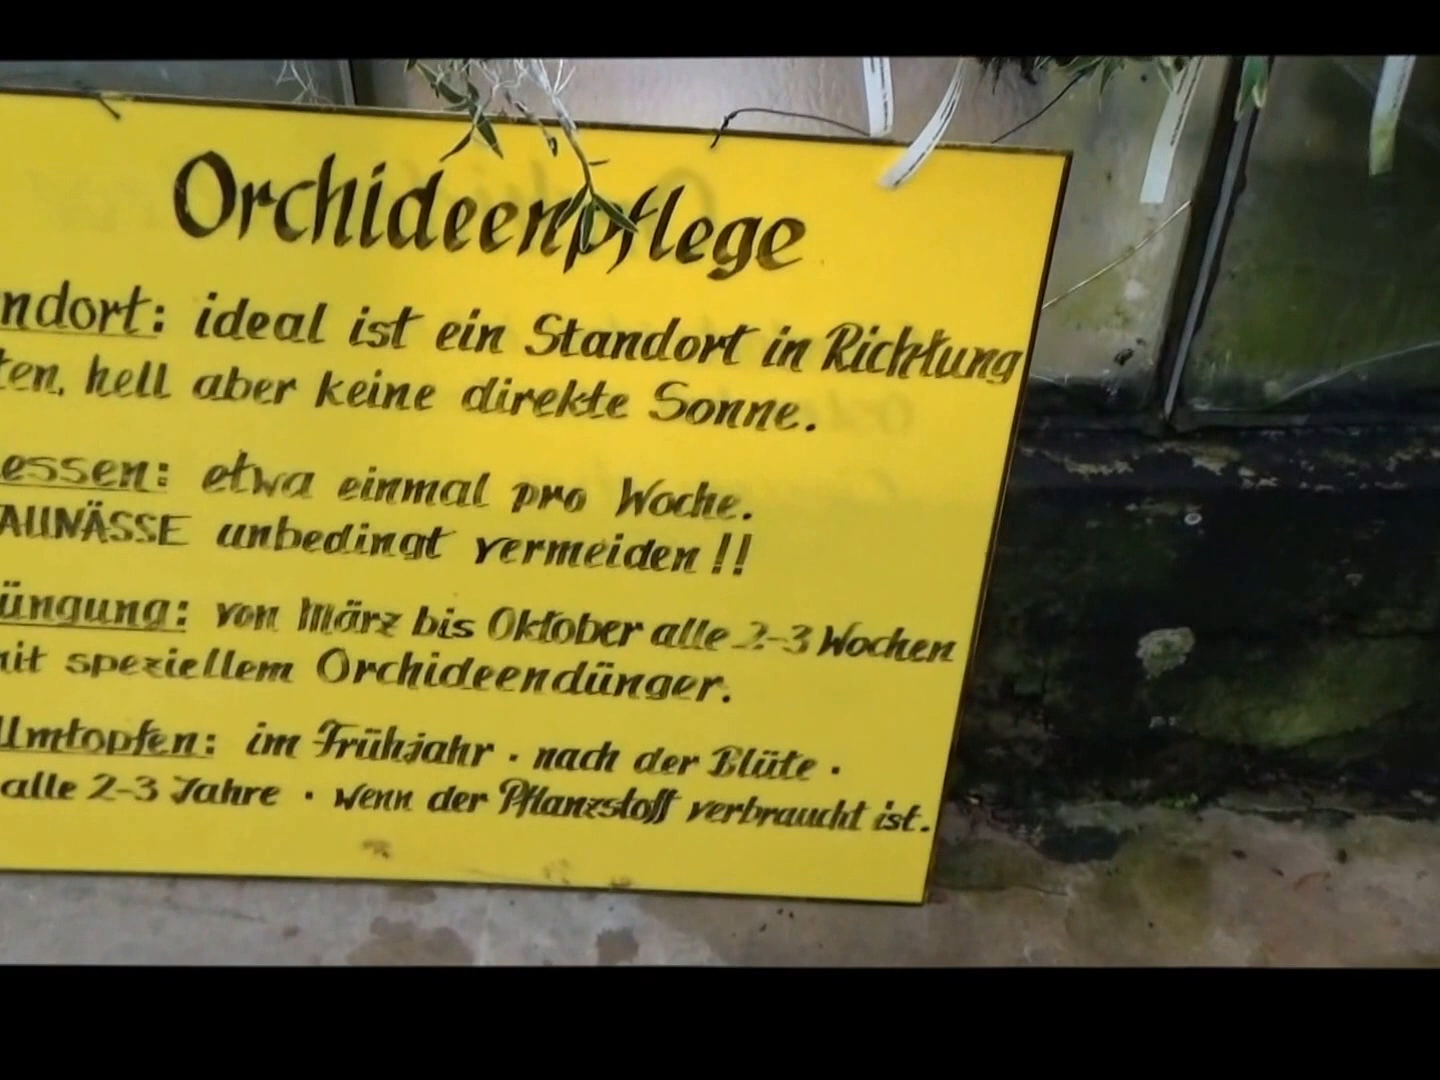 Orchideenpflege
ndort: ideal ist ein Standort in Richtung
ten, hell aber keine direkte Sonne.
essen: etwa einmal pro Woche.
AUNÄSSE unbedingt vermeiden !!
üngung: von März bis Oktober alle 2-3 Wochen
mit speziellem Orchideendünger.
Umtopfen: im Frühjahr · nach der Blüte ·
alle 2-3 Jahre · wenn der Pflanzstoff verbraucht ist.